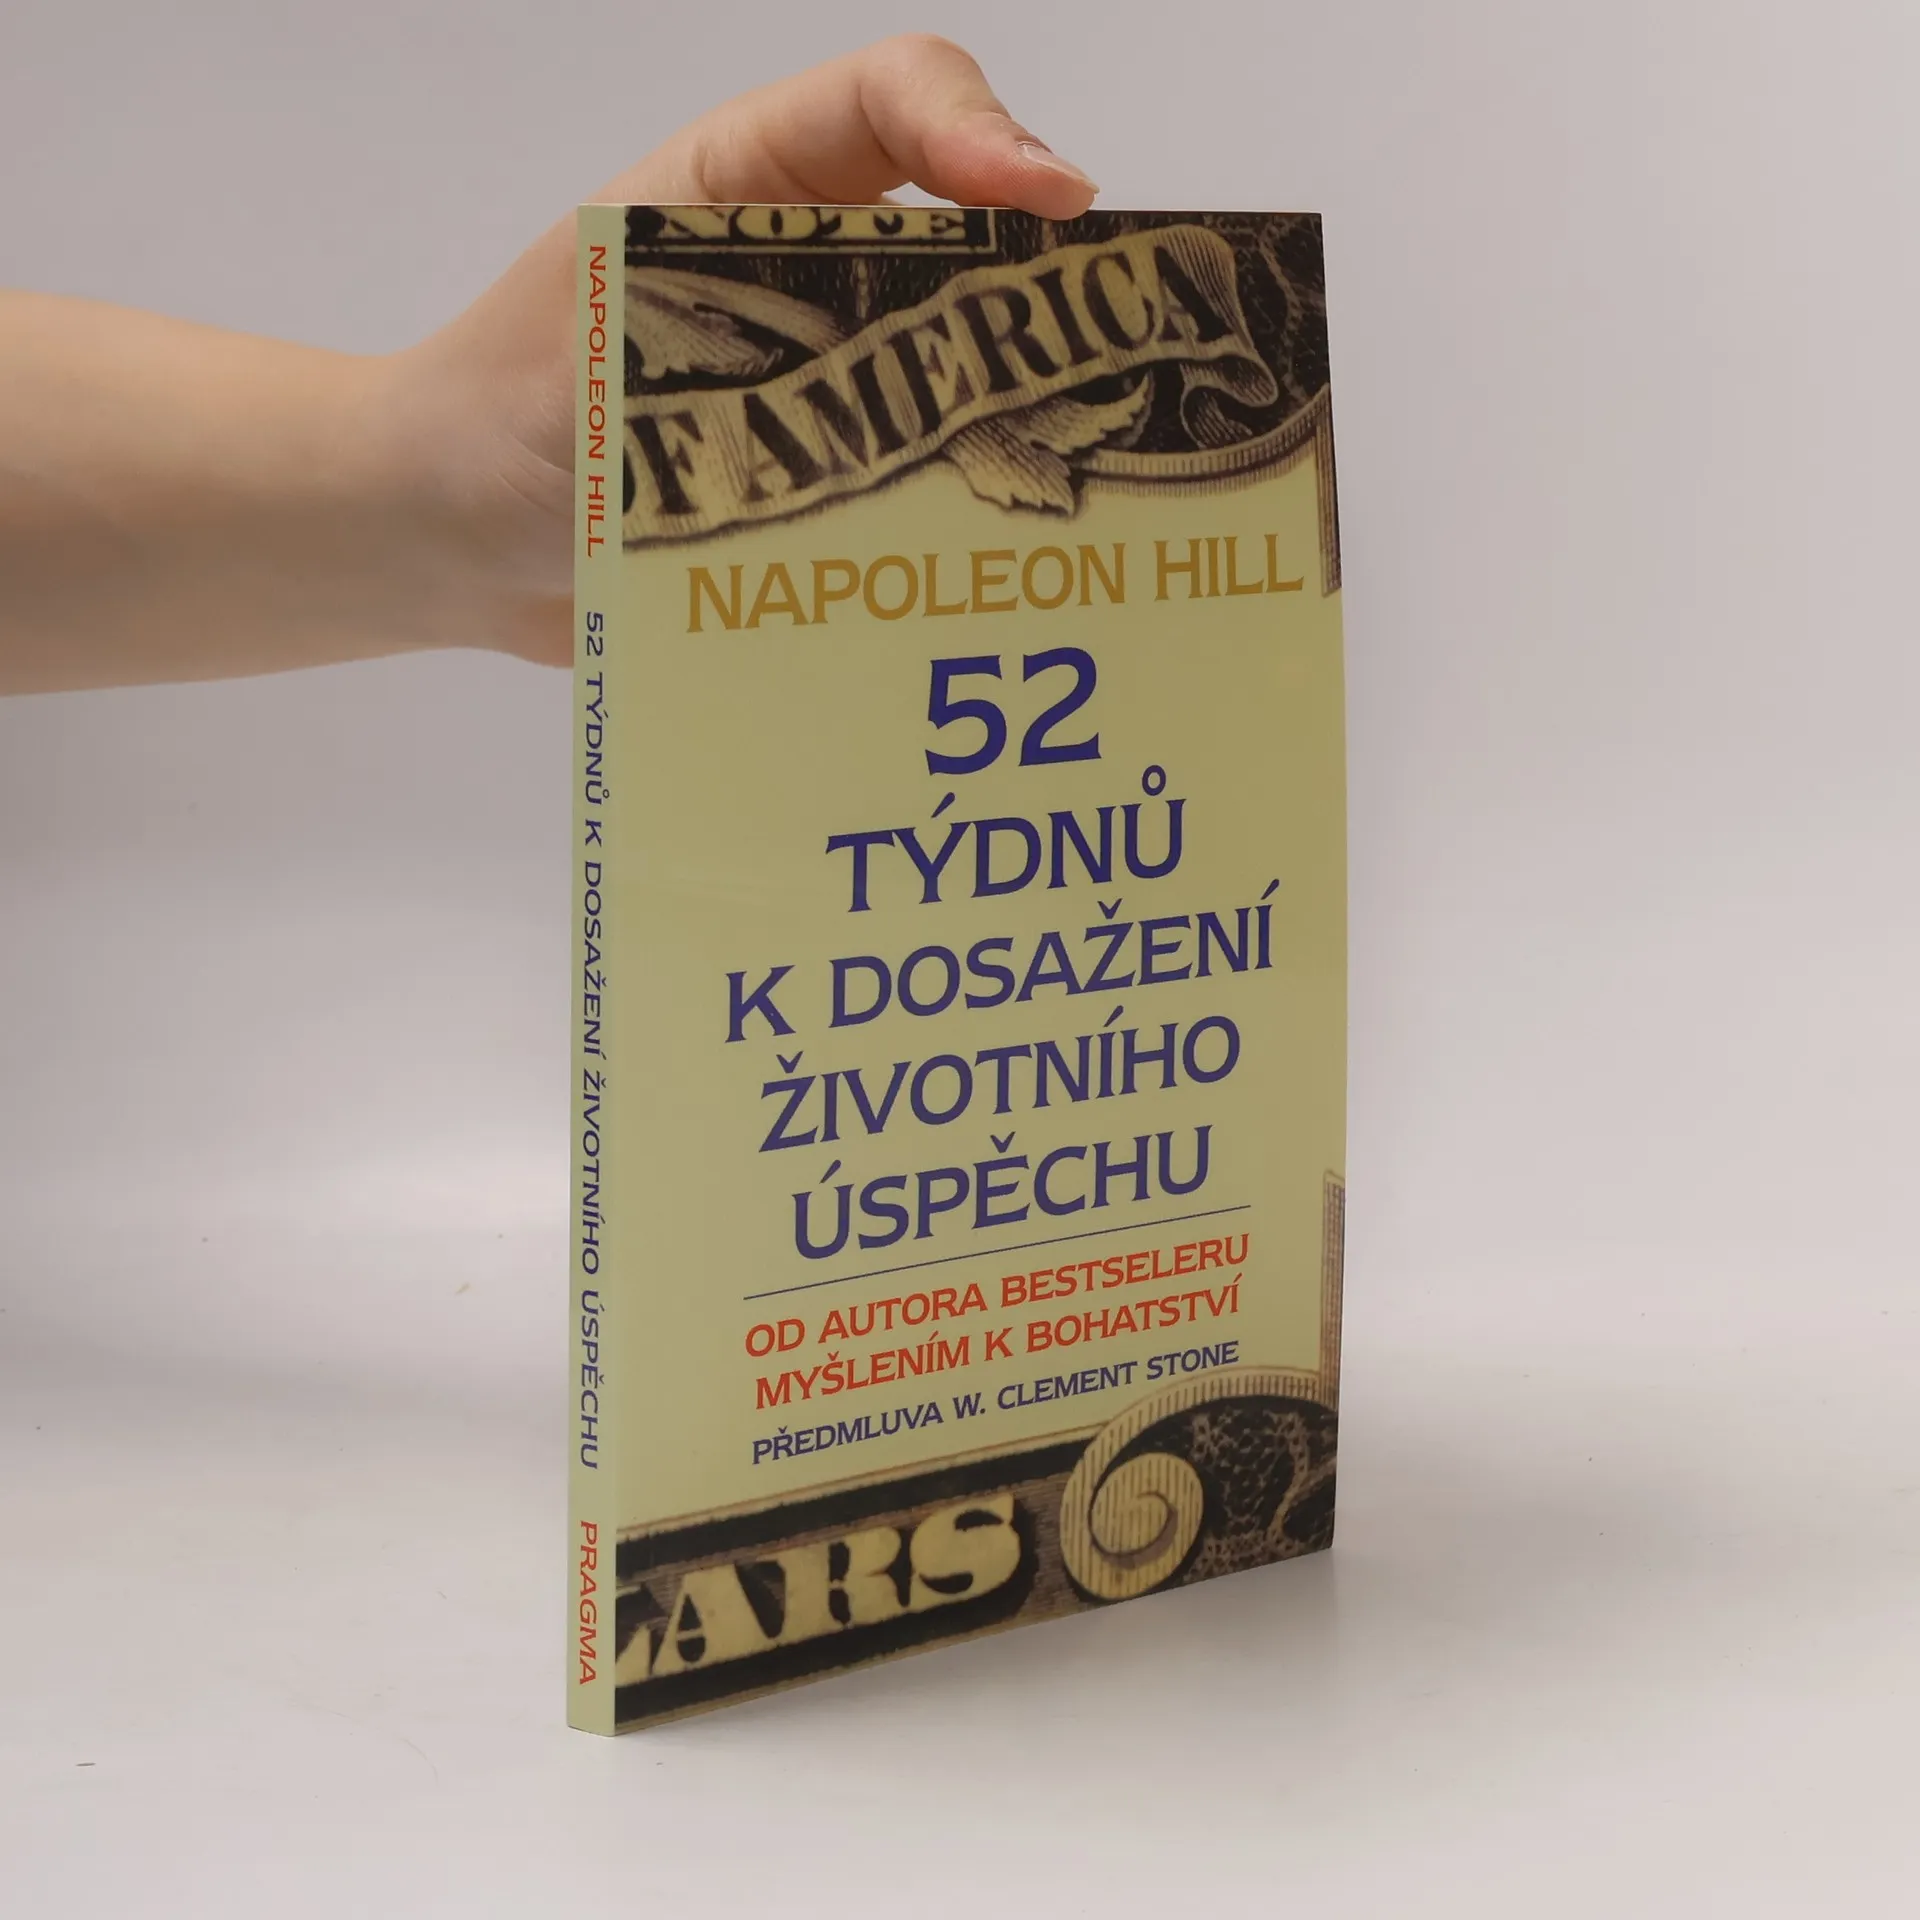 NAPOLEON HILL 52 TÝDNŮ K DOSAŽENÍ ŽIVOTNÍHO ÚSPĚCHU PRAGMA
NOTE
OF AMERICA
NAPOLEON HILL
52
TÝDNŮ
K DOSAŽENÍ
ŽIVOTNÍHO
ÚSPĚCHU
OD AUTORA BESTSELERU
MYŠLENÍM K BOHATSTVÍ
PŘEDMLUVA W. CLEMENT STONE
LARS